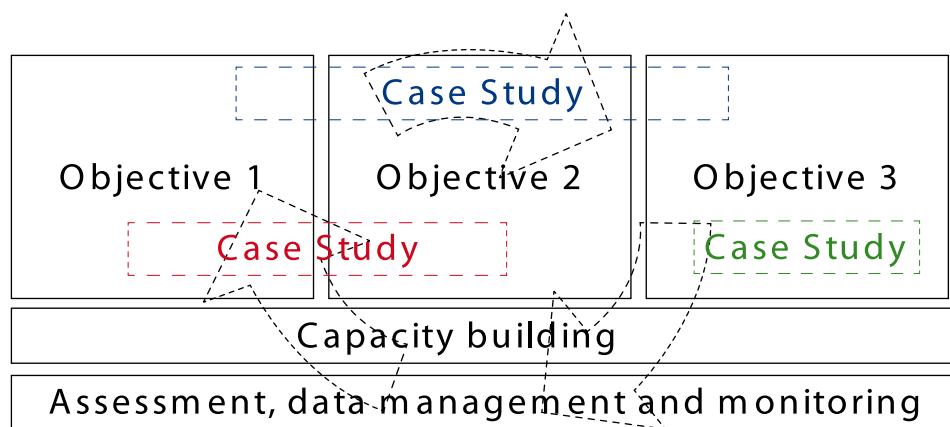 Case Study
Objective 1
Objective 2
Objective 3
Case Study
Case Study
Capacity building
Assessment, data management and monitoring